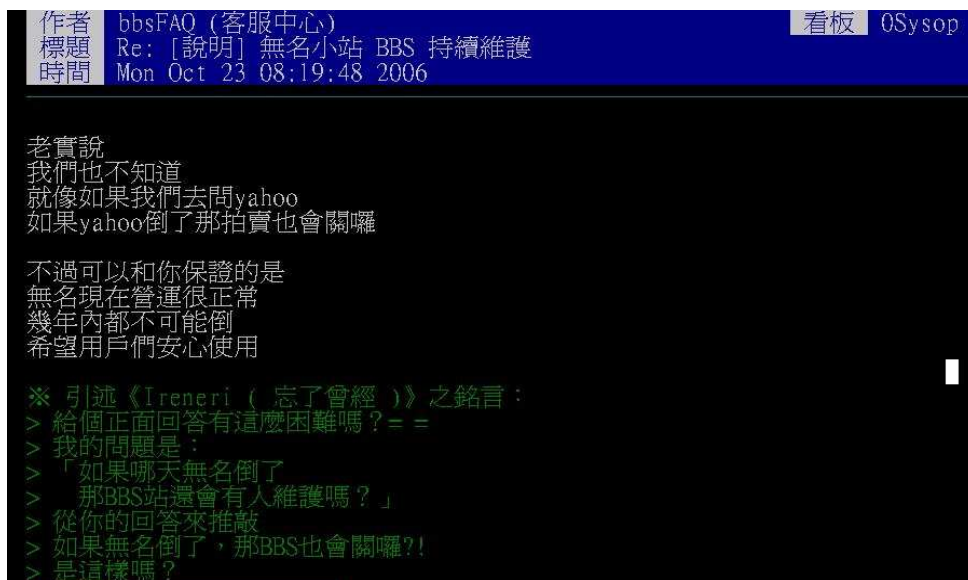 作者 bbsFAQ (客服中心) 看板 0Sysop
標題 Re: [說明] 無名小站 BBS 持續維護
時間 Mon Oct 23 08:19:48 2006
老實說
我們也不知道
就像如果我們去問yahoo
如果yahoo倒了那拍賣也會關囉
不過可以和你保證的是
無名現在營運很正常
幾年內都不可能倒
希望用戶們安心使用
※ 引述《Ireneri ( 忘了曾經 )》之銘言：
> 給個正面回答有這麼困難嗎？= =
> 我的問題是：
> 「如果哪天無名倒了
>   那BBS站還會有人維護嗎？」
> 從你的回答來推敲
> 如果無名倒了，那BBS也會關囉?!
> 是這樣嗎？